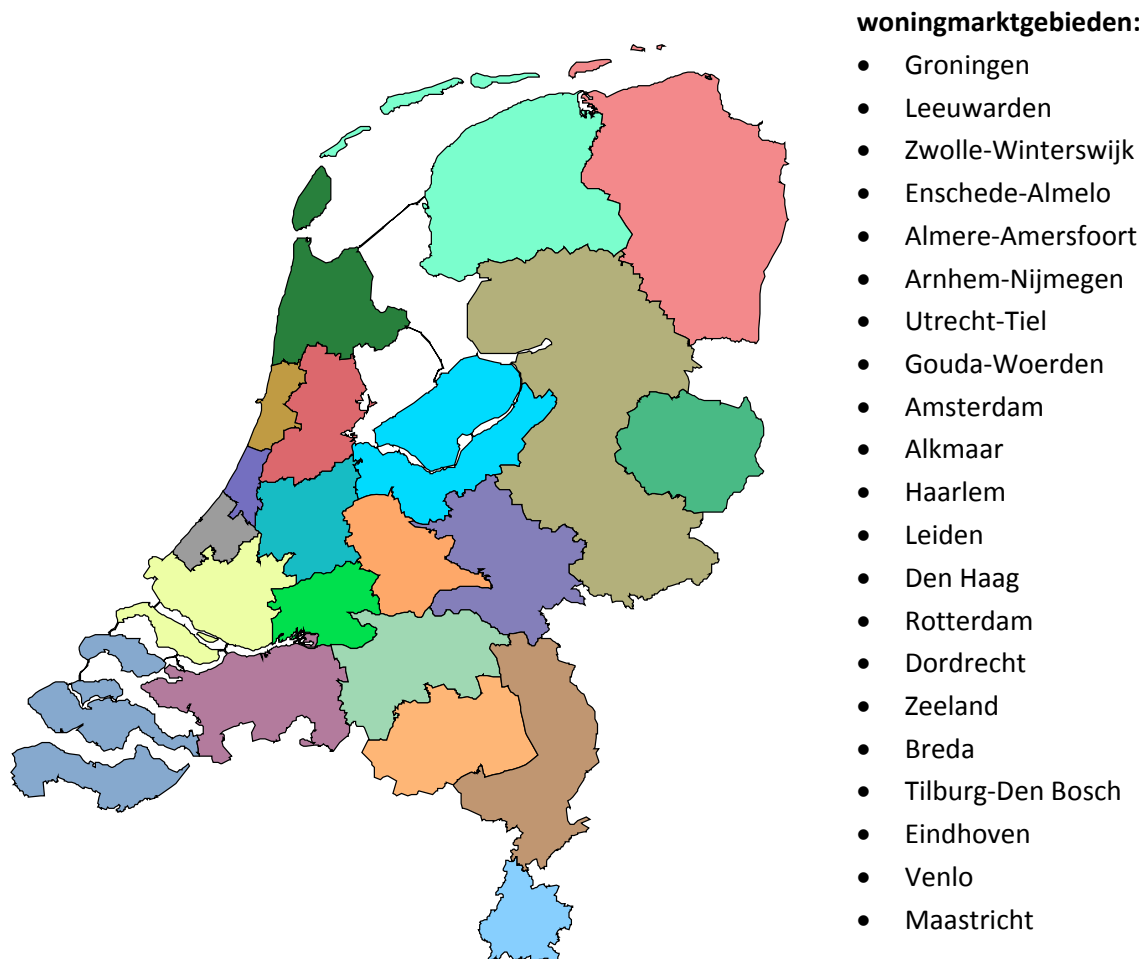 woningmarktgebieden:
• Groningen
• Leeuwarden
• Zwolle-Winterswijk
• Enschede-Almelo
• Almere-Amersfoort
• Arnhem-Nijmegen
• Utrecht-Tiel
• Gouda-Woerden
• Amsterdam
• Alkmaar
• Haarlem
• Leiden
• Den Haag
• Rotterdam
• Dordrecht
• Zeeland
• Breda
• Tilburg-Den Bosch
• Eindhoven
• Venlo
• Maastricht